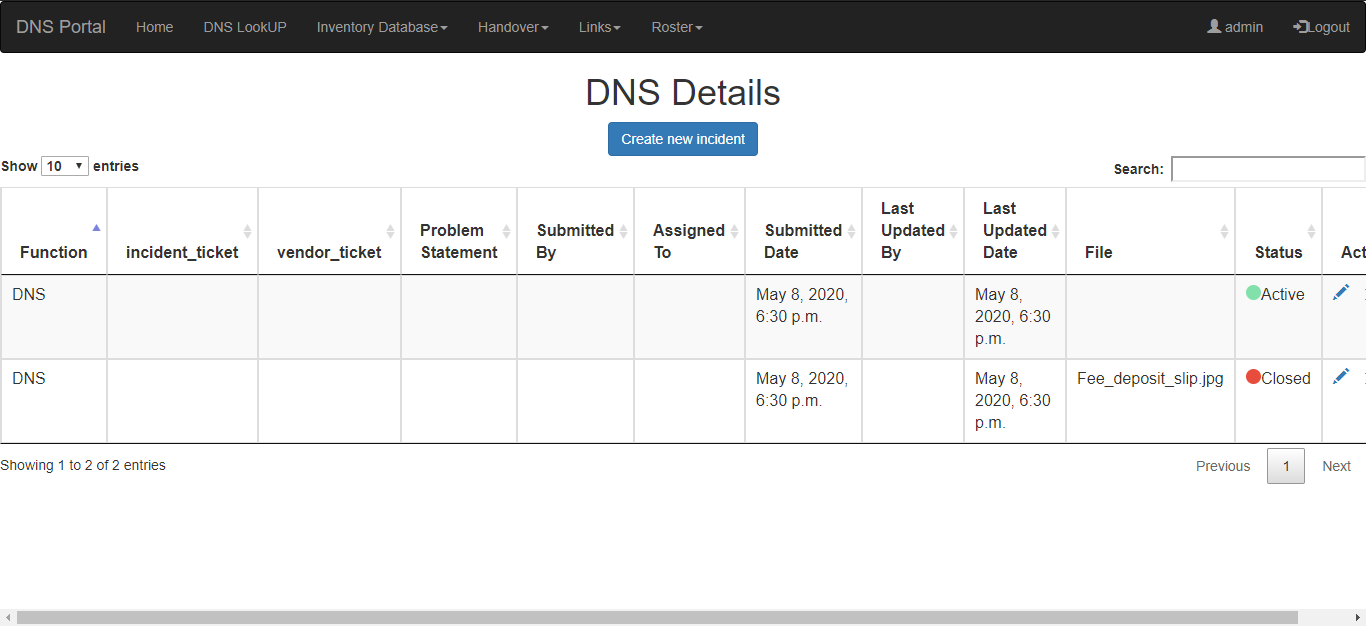 DNS Portal Home DNS LookUP Inventory Database Handover Links Roster admin Logout
DNS Details
Create new incident
Show 10 entries Search:
Function incident_ticket vendor_ticket Problem Statement Submitted By Assigned To Submitted Date Last Updated By Last Updated Date File Status Act
DNS May 8, 2020, 6:30 p.m. May 8, 2020, 6:30 p.m. Active
DNS May 8, 2020, 6:30 p.m. May 8, 2020, 6:30 p.m. Fee_deposit_slip.jpg Closed
Showing 1 to 2 of 2 entries Previous 1 Next